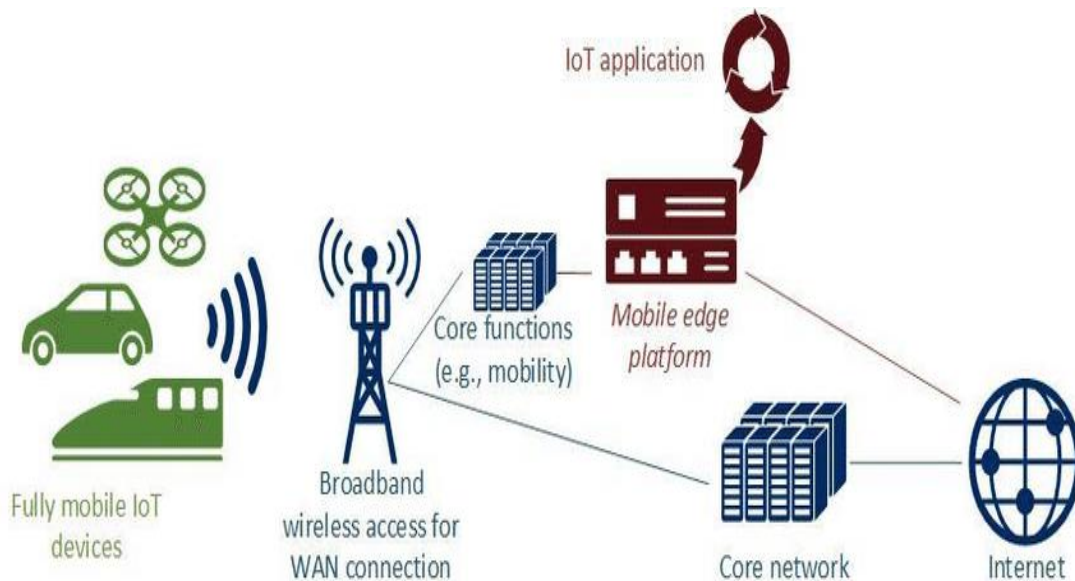 IoT application
Core functions
(e.g., mobility)
Mobile edge
platform
Fully mobile IoT
devices
Broadband
wireless access for
WAN connection
Core network
Internet